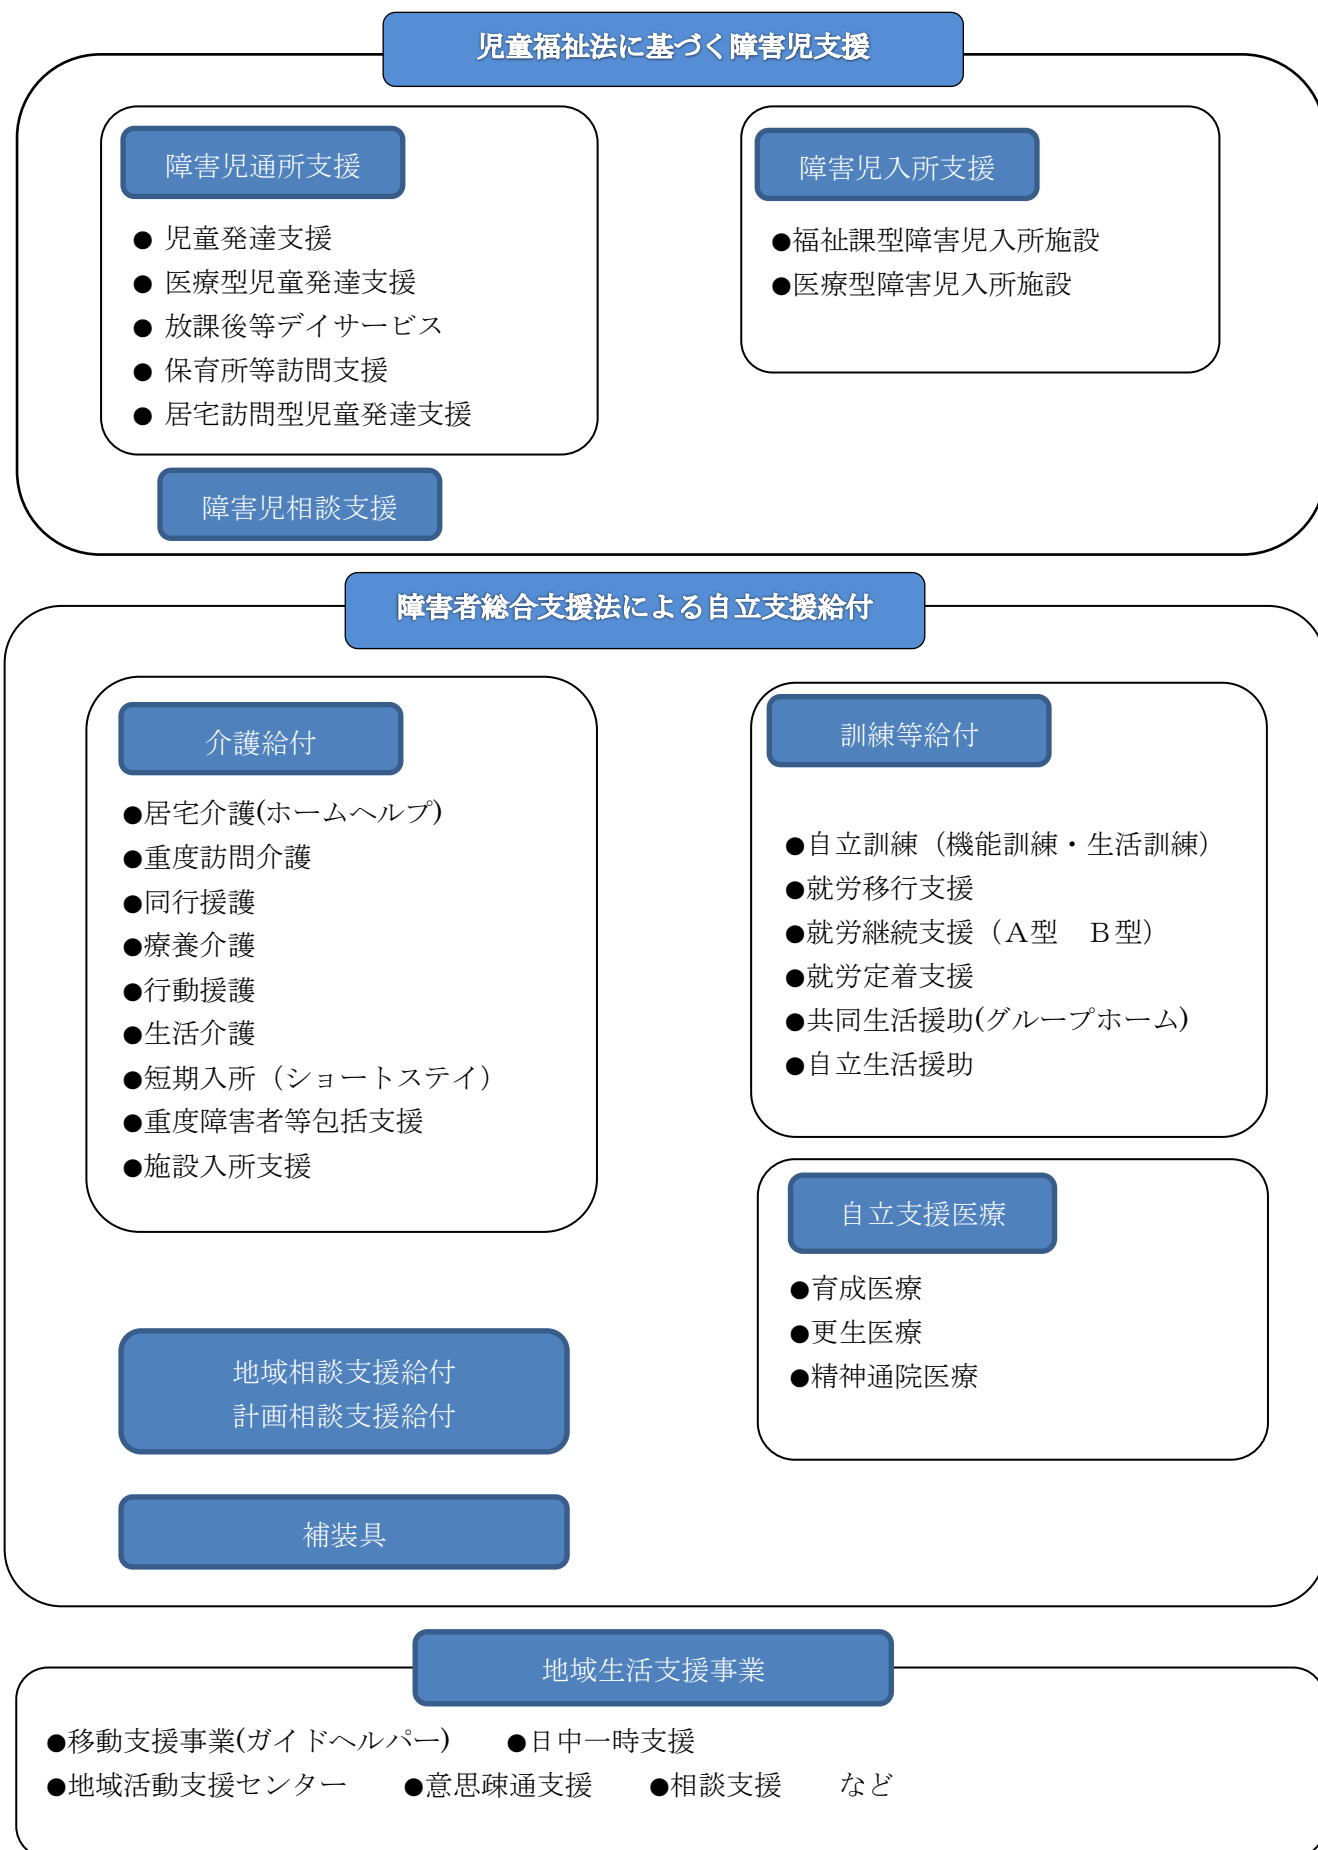 児童福祉法に基づく障害児支援
障害児通所支援
● 児童発達支援
● 医療型児童発達支援
● 放課後等デイサービス
● 保育所等訪問支援
● 居宅訪問型児童発達支援
障害児入所支援
●福祉課型障害児入所施設
●医療型障害児入所施設
障害児相談支援
障害者総合支援法による自立支援給付
介護給付
●居宅介護(ホームヘルプ)
●重度訪問介護
●同行援護
●療養介護
●行動援護
●生活介護
●短期入所（ショートステイ）
●重度障害者等包括支援
●施設入所支援
訓練等給付
●自立訓練（機能訓練・生活訓練）
●就労移行支援
●就労継続支援（Ａ型　Ｂ型）
●就労定着支援
●共同生活援助(グループホーム)
●自立生活援助
自立支援医療
●育成医療
●更生医療
●精神通院医療
地域相談支援給付
計画相談支援給付
補装具
地域生活支援事業
●移動支援事業(ガイドヘルパー)　●日中一時支援
●地域活動支援センター　●意思疎通支援　●相談支援　など